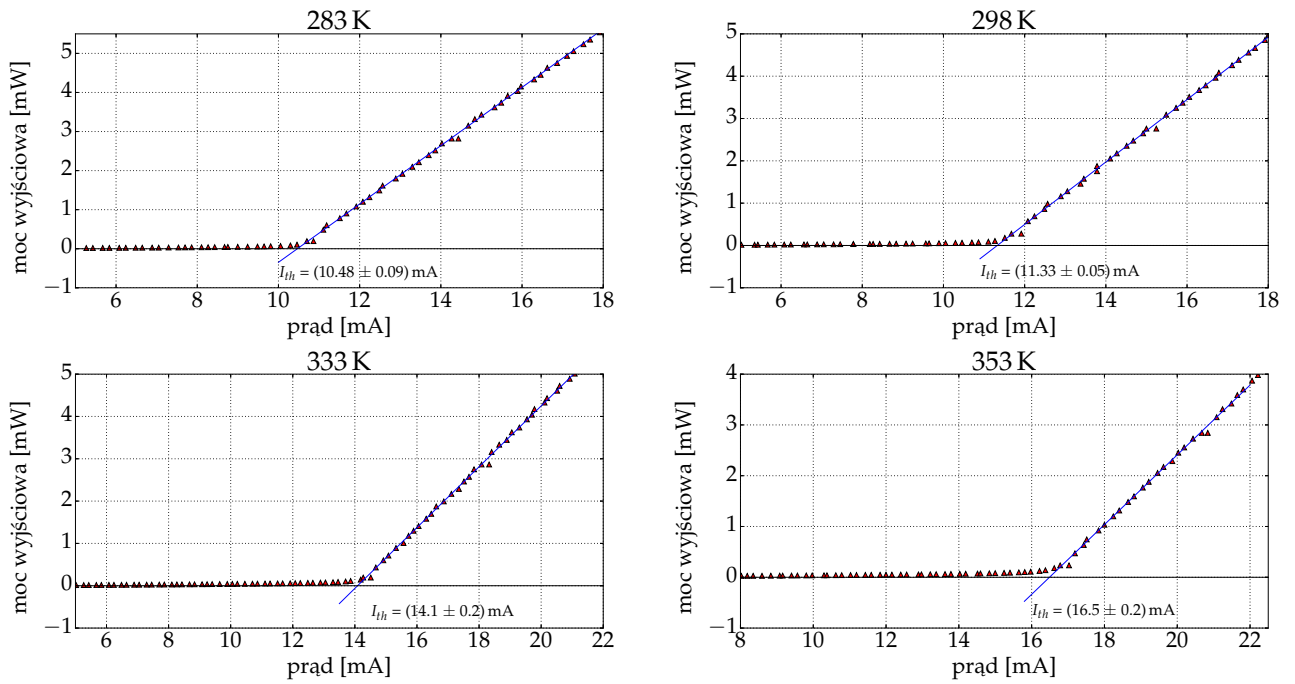 283 K
moc wyjściowa [mW]
5
4
3
2
1
0
−1
I_th = (10.48 ± 0.09) mA
6 8 10 12 14 16 18
prąd [mA]
298 K
moc wyjściowa [mW]
5
4
3
2
1
0
−1
I_th = (11.33 ± 0.05) mA
6 8 10 12 14 16 18
prąd [mA]
333 K
moc wyjściowa [mW]
5
4
3
2
1
0
−1
I_th = (14.1 ± 0.2) mA
6 8 10 12 14 16 18 20 22
prąd [mA]
353 K
moc wyjściowa [mW]
4
3
2
1
0
−1
I_th = (16.5 ± 0.2) mA
8 10 12 14 16 18 20 22
prąd [mA]